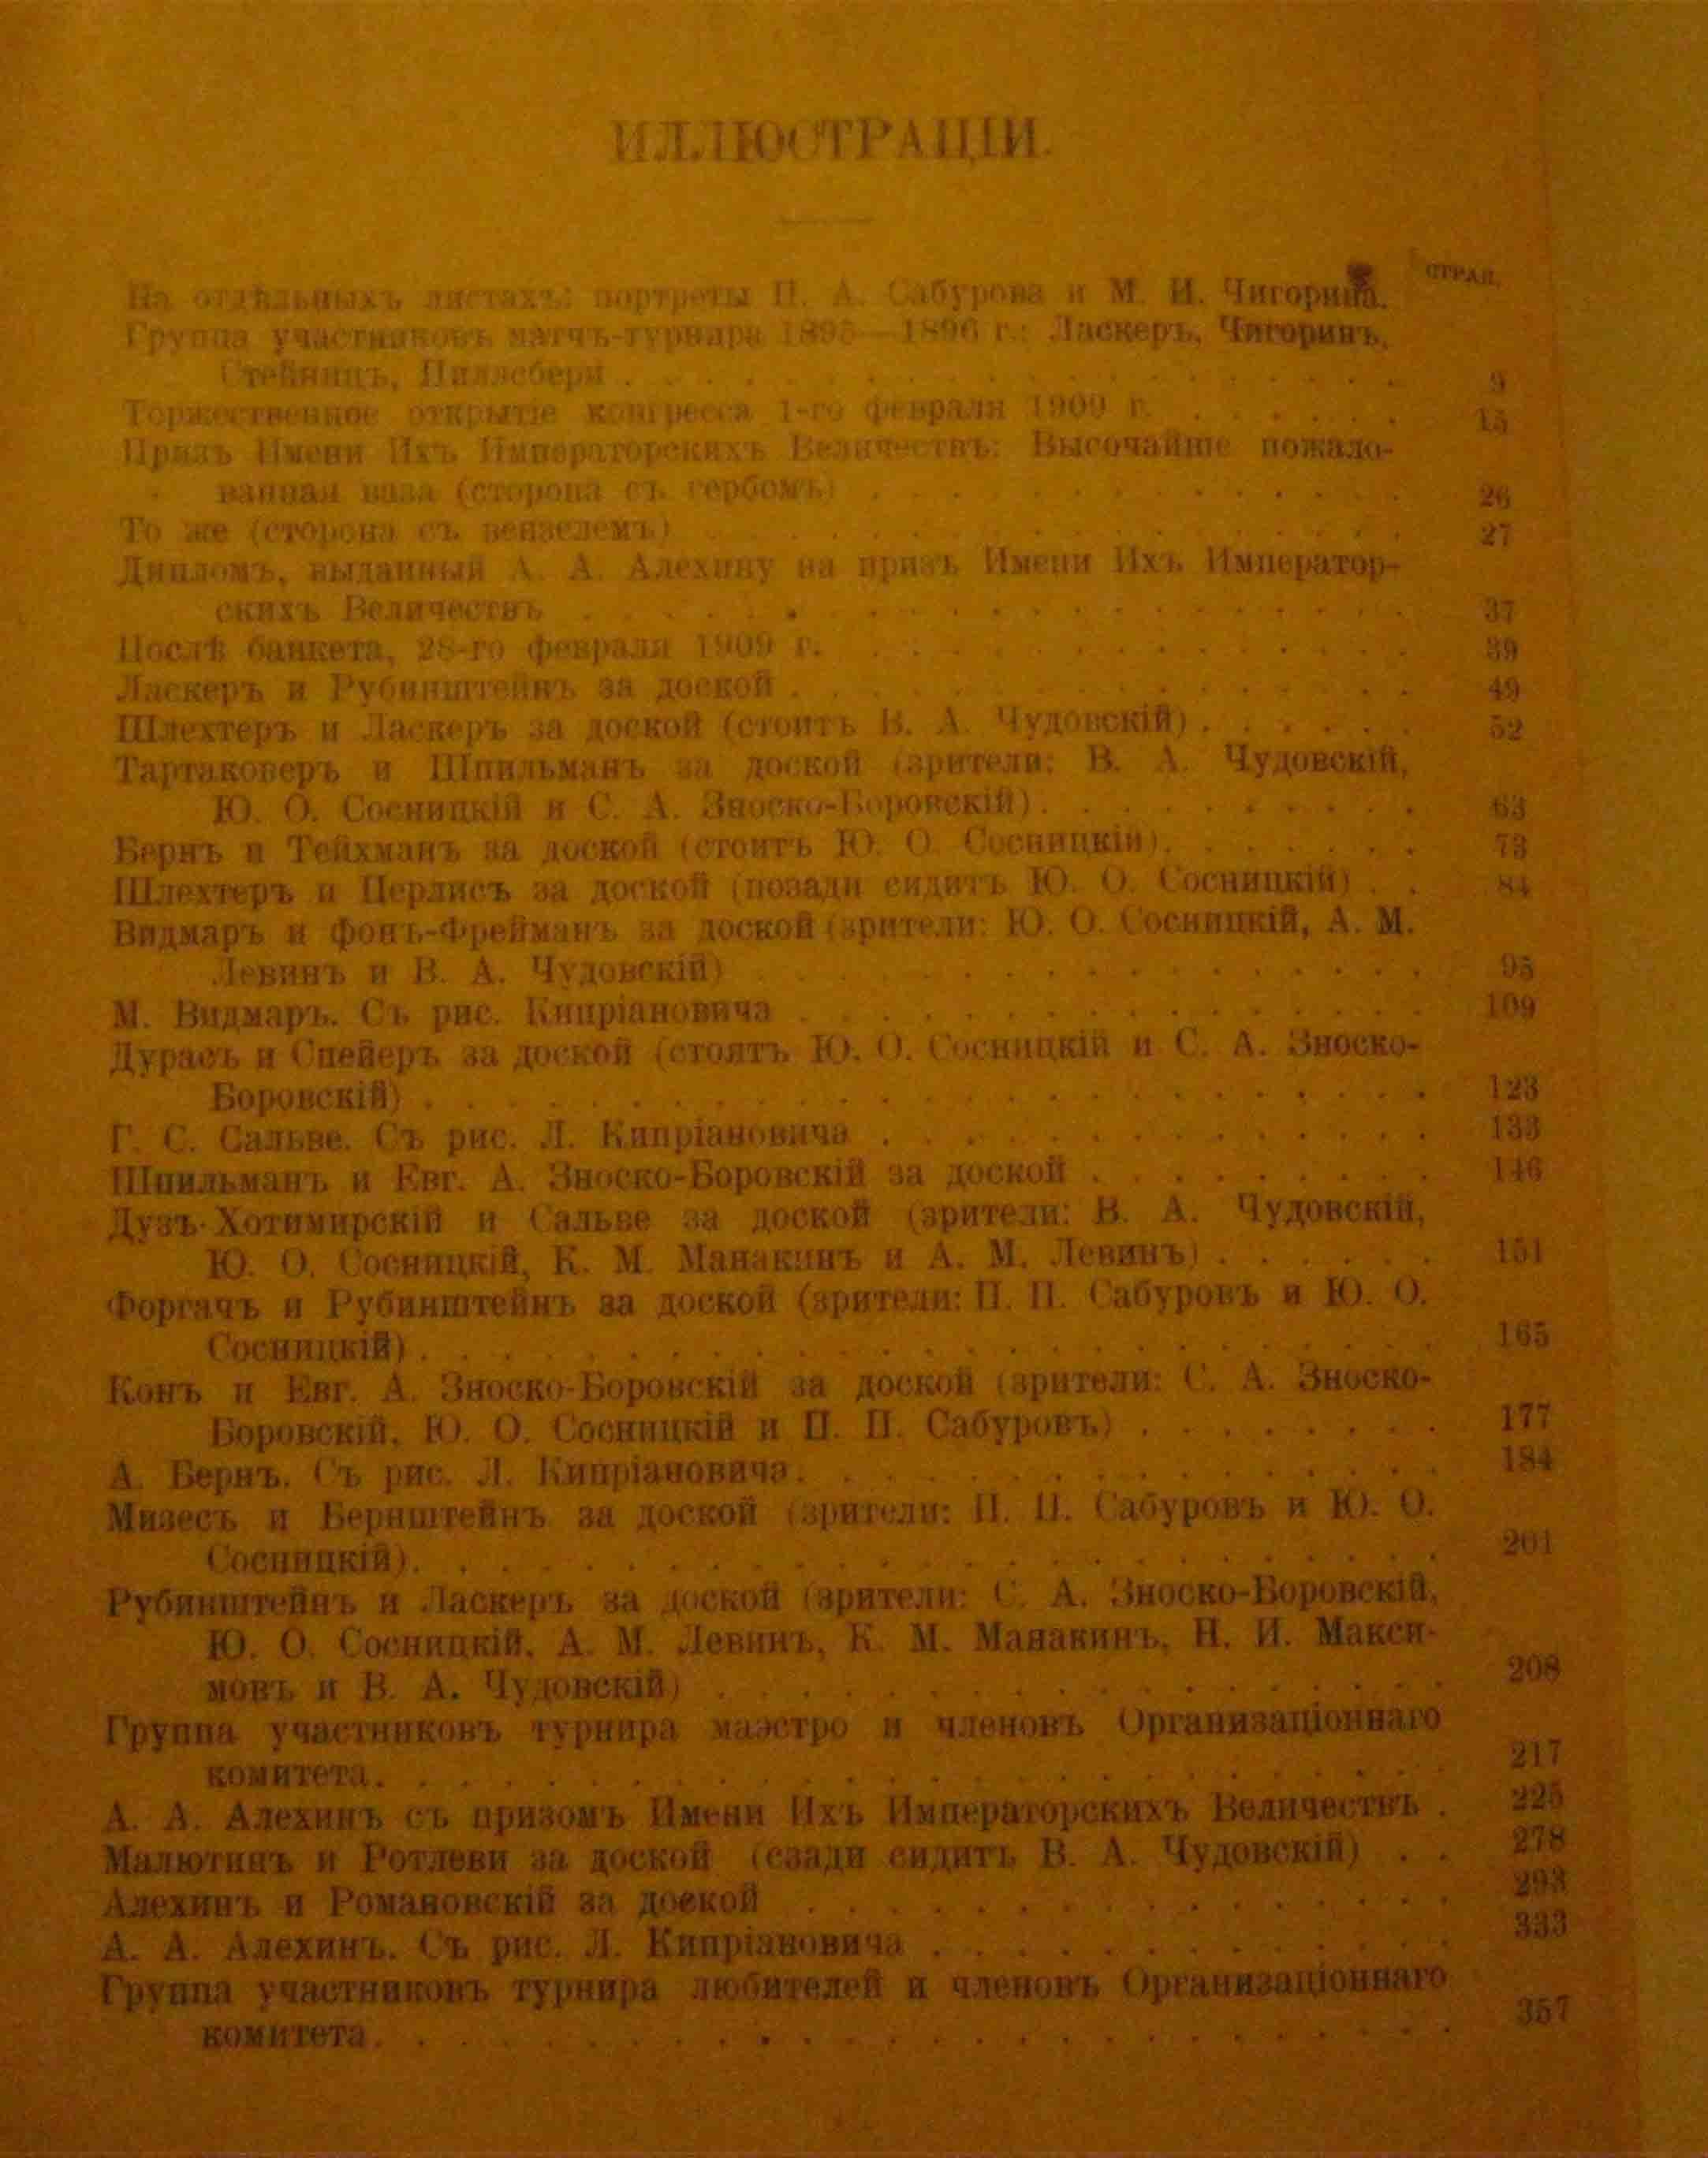 ИЛЛЮСТРАЦІИ.
СТРАН.
На отдѣльныхъ листахъ: портреты П. А. Сабурова и М. И. Чигорина.
Группа участниковъ матчъ-турнира 1895—1896 г.: Ласкеръ, Чигоринъ,
Стейницъ, Пилльсбери . . . . . . . . . . . . . . . . . . . 9
Торжественное открытіе конгресса 1-го февраля 1909 г. . . . . . . 15
Призъ Имени Ихъ Императорскихъ Величествъ: Высочайше пожало-
ванная ваза (сторона съ гербомъ) . . . . . . . . . . . . . 26
То же (сторона съ вензелемъ) . . . . . . . . . . . . . . . . . 27
Дипломъ, выданный А. А. Алехину на призъ Имени Ихъ Император-
скихъ Величествъ . . . . . . . . . . . . . . . . . . . . 37
Послѣ банкета, 28-го февраля 1909 г. . . . . . . . . . . . . . 39
Ласкеръ и Рубинштейнъ за доской . . . . . . . . . . . . . . . 49
Шлехтеръ и Ласкеръ за доской (стоитъ В. А. Чудовскій) . . . . . . 52
Тартаковеръ и Шпильманъ за доской (зрители: В. А. Чудовскій,
Ю. О. Сосницкій и С. А. Зноско-Боровскій) . . . . . . . . . . 63
Бернъ и Тейхманъ за доской (стоитъ Ю. О. Сосницкій) . . . . . . . 73
Шлехтеръ и Перлисъ за доской (позади сидитъ Ю. О. Сосницкій) . . 84
Видмаръ и фонъ-Фрейманъ за доской (зрители: Ю. О. Сосницкій, А. М.
Левинъ и В. А. Чудовскій) . . . . . . . . . . . . . . . . 95
М. Видмаръ. Съ рис. Кипріановича . . . . . . . . . . . . . . . 109
Дурасъ и Спейеръ за доской (стоятъ Ю. О. Сосницкій и С. А. Зноско-
Боровскій) . . . . . . . . . . . . . . . . . . . . . . . . 123
Г. С. Сальве. Съ рис. Л. Кипріановича . . . . . . . . . . . . . 133
Шпильманъ и Евг. А. Зноско-Боровскій за доской . . . . . . . . . 146
Дузъ-Хотимирскій и Сальве за доской (зрители: В. А. Чудовскій,
Ю. О. Сосницкій, К. М. Манакинъ и А. М. Левинъ) . . . . . . 151
Форгачъ и Рубинштейнъ за доской (зрители: П. П. Сабуровъ и Ю. О.
Сосницкій) . . . . . . . . . . . . . . . . . . . . . . . . 165
Конъ и Евг. А. Зноско-Боровскій за доской (зрители: С. А. Зноско-
Боровскій, Ю. О. Сосницкій и П. П. Сабуровъ) . . . . . . . . 177
А. Бернъ. Съ рис. Л. Кипріановича . . . . . . . . . . . . . . . 184
Мизесъ и Бернштейнъ за доской (зрители: П. П. Сабуровъ и Ю. О.
Сосницкій) . . . . . . . . . . . . . . . . . . . . . . . . 201
Рубинштейнъ и Ласкеръ за доской (зрители: С. А. Зноско-Боровскій,
Ю. О. Сосницкій, А. М. Левинъ, К. М. Манакинъ, Н. И. Макси-
мовъ и В. А. Чудовскій) . . . . . . . . . . . . . . . . . 208
Группа участниковъ турнира маэстро и членовъ Организаціоннаго
комитета . . . . . . . . . . . . . . . . . . . . . . . . . 217
А. А. Алехинъ съ призомъ Имени Ихъ Императорскихъ Величествъ . 225
Малютинъ и Ротлеви за доской (сзади сидитъ В. А. Чудовскій) . . 278
Алехинъ и Романовскій за доской . . . . . . . . . . . . . . . . 293
А. А. Алехинъ. Съ рис. Л. Кипріановича . . . . . . . . . . . . . 333
Группа участниковъ турнира любителей и членовъ Организаціоннаго
комитета . . . . . . . . . . . . . . . . . . . . . . . . . 357